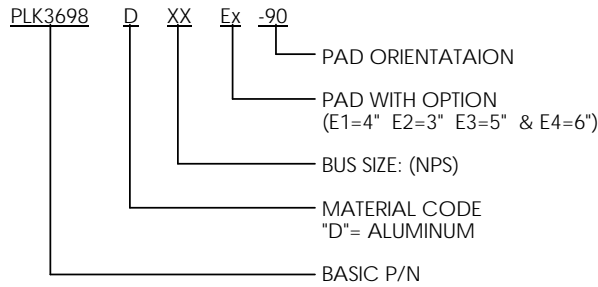 PLK3698 D XX Ex -90
PAD ORIENTATAION
PAD WITH OPTION
(E1=4" E2=3" E3=5" & E4=6")
BUS SIZE: (NPS)
MATERIAL CODE
"D"= ALUMINUM
BASIC P/N